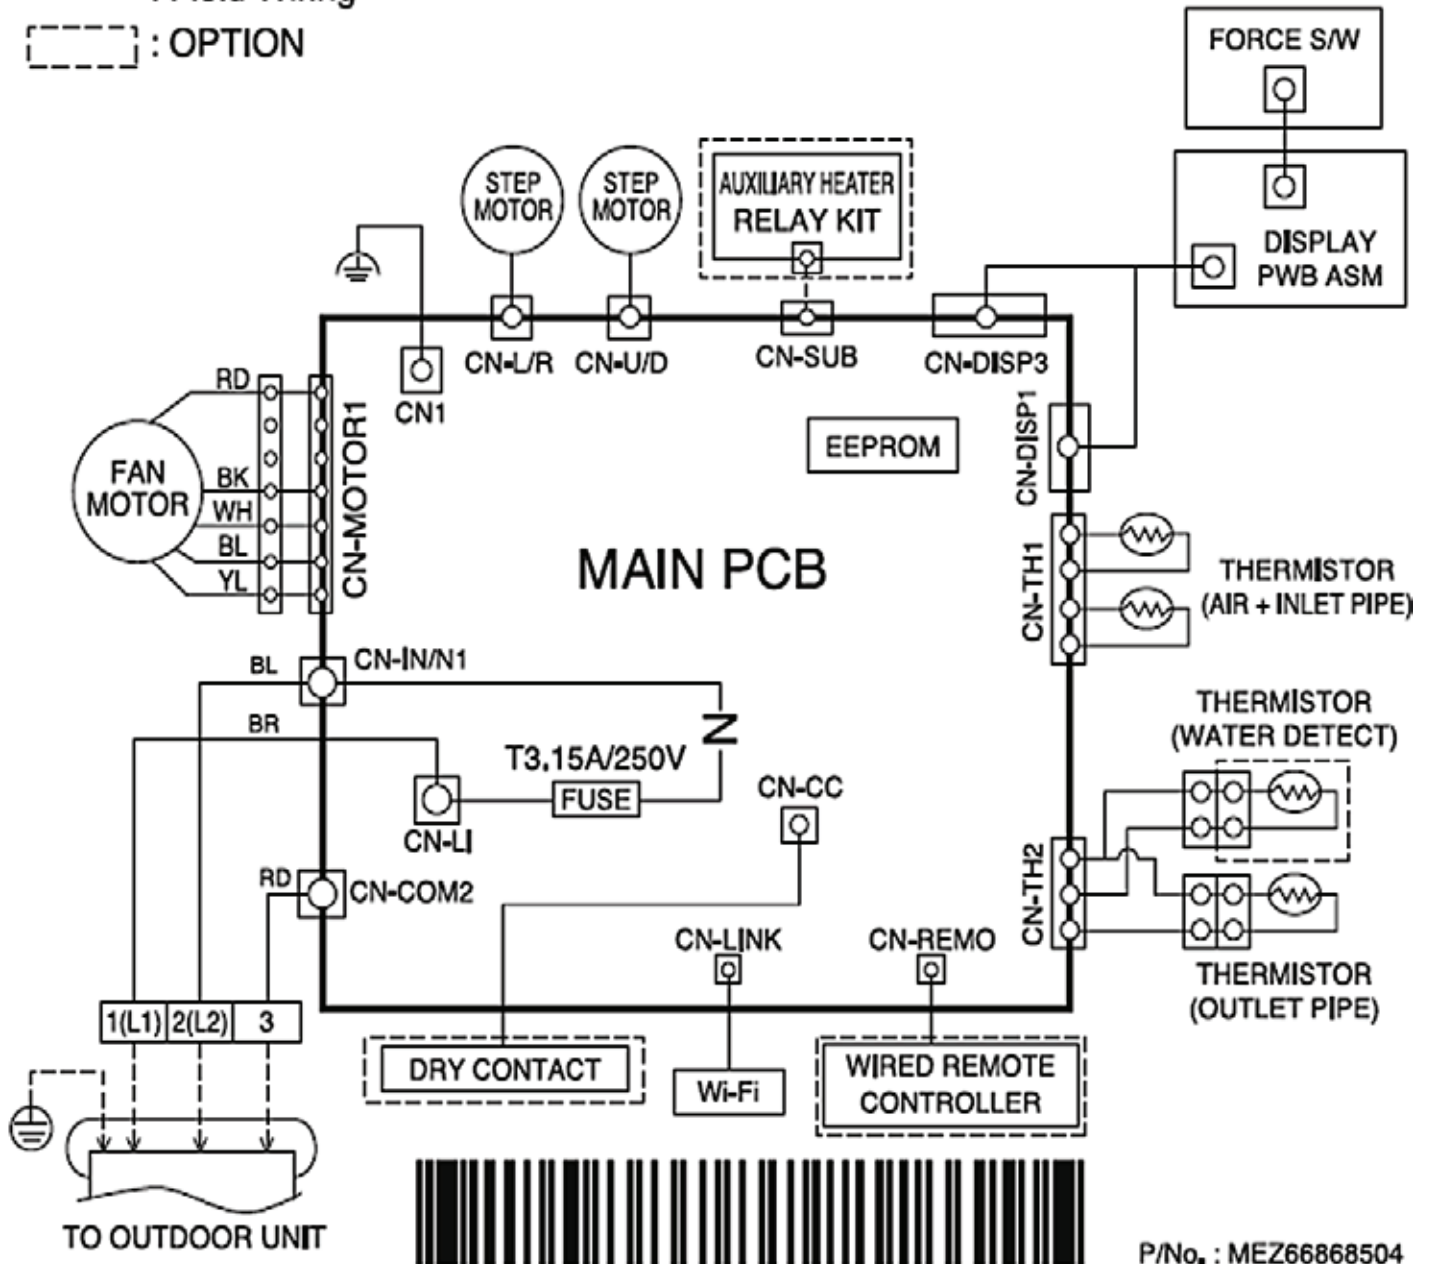 : OPTION
FORCE S/W
DISPLAY
PWB ASM
STEP
MOTOR
STEP
MOTOR
AUXILIARY HEATER
RELAY KIT
CN-L/R
CN-U/D
CN-SUB
CN-DISP3
CN1
RD
BK
WH
BL
YL
FAN
MOTOR
CN-MOTOR1
EEPROM
CN-DISP1
MAIN PCB
CN-TH1
THERMISTOR
(AIR + INLET PIPE)
BL
CN-IN/N1
BR
N
T3.15A/250V
FUSE
CN-LI
CN-CC
THERMISTOR
(WATER DETECT)
RD
CN-COM2
CN-TH2
CN-LINK
CN-REMO
THERMISTOR
(OUTLET PIPE)
1(L1) 2(L2) 3
DRY CONTACT
Wi-Fi
WIRED REMOTE
CONTROLLER
TO OUTDOOR UNIT
P/No. : MEZ66868504